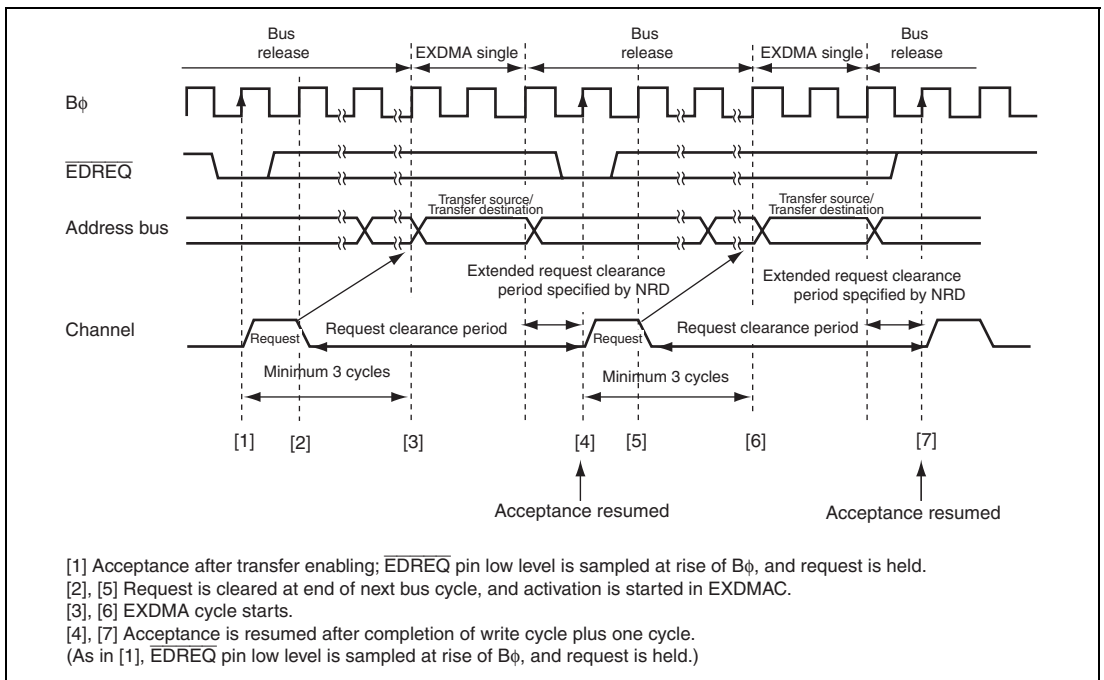 Bus release
EXDMA single
Bus release
EXDMA single
Bus release
Bφ
EDREQ
Address bus
Transfer source/
Transfer destination
Transfer source/
Transfer destination
Extended request clearance
period specified by NRD
Extended request clearance
period specified by NRD
Channel
Request
Request clearance period
Request
Request clearance period
Minimum 3 cycles
Minimum 3 cycles
[1] [2] [3] [4] [5] [6] [7]
Acceptance resumed
Acceptance resumed
[1] Acceptance after transfer enabling; EDREQ pin low level is sampled at rise of Bφ, and request is held.
[2], [5] Request is cleared at end of next bus cycle, and activation is started in EXDMAC.
[3], [6] EXDMA cycle starts.
[4], [7] Acceptance is resumed after completion of write cycle plus one cycle.
(As in [1], EDREQ pin low level is sampled at rise of Bφ, and request is held.)